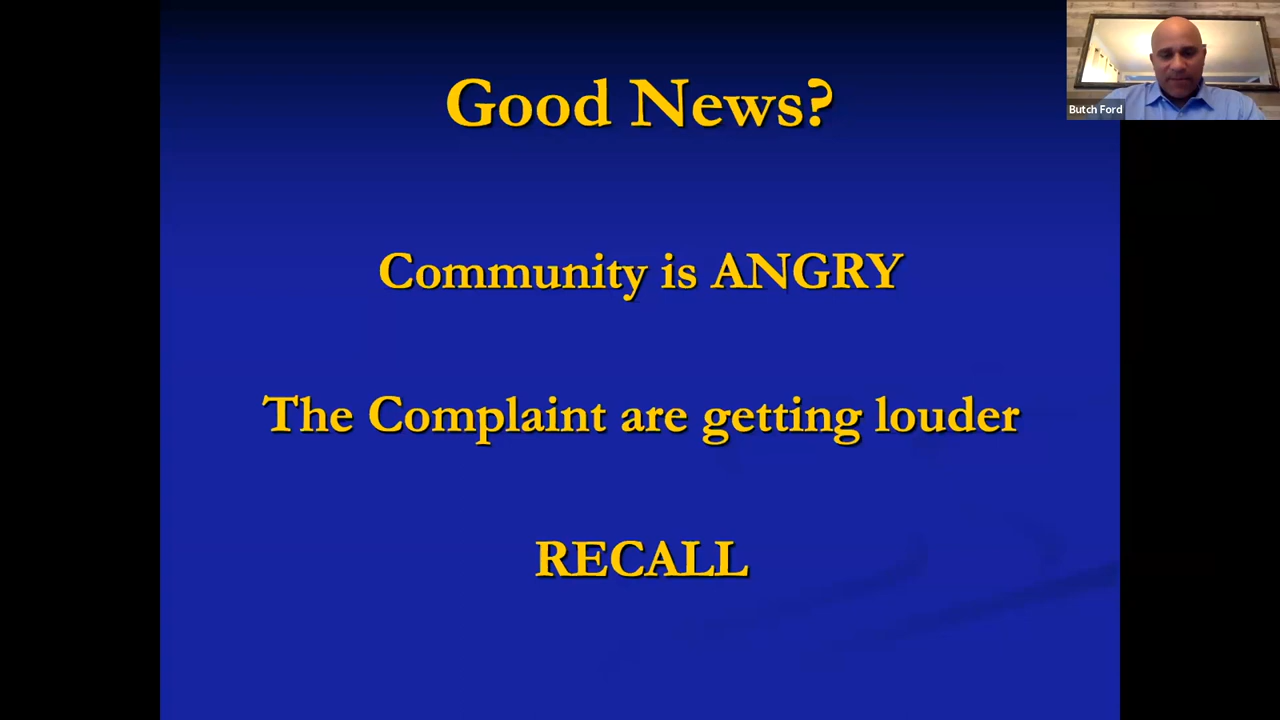 Good News?
Butch Ford
Community is ANGRY
The Complaint are getting louder
RECALL